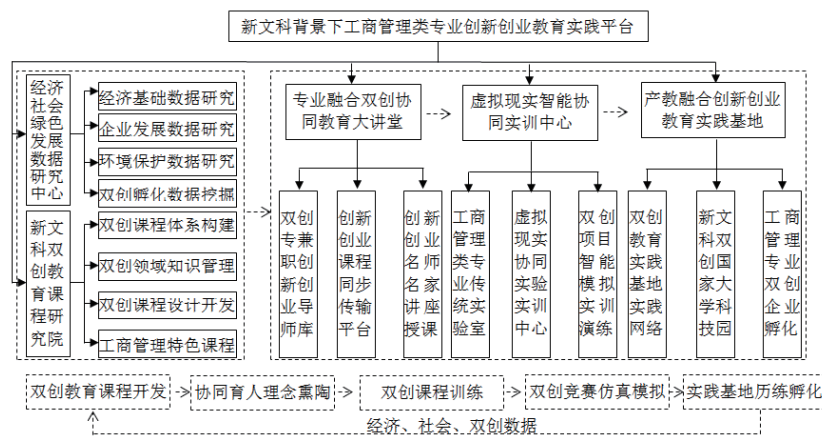 新文科背景下工商管理类专业创新创业教育实践平台
经济
社会
绿色
发展
数据
研究
中心
经济基础数据研究
企业发展数据研究
环境保护数据研究
双创孵化数据挖掘
新文
科双
创教
育课
程研
究院
双创课程体系构建
双创领域知识管理
双创课程设计开发
工商管理特色课程
专业融合双创协
同教育大讲堂
虚拟现实智能协
同实训中心
产教融合创新创业
教育实践基地
双创
专兼
职创
新创
业导
师库
创新
创业
课程
同步
传输
平台
创新
创业
名师
名家
讲座
授课
工商
管理
类专
业传
统实
验室
虚拟
现实
协同
实验
实训
中心
双创
项目
智能
模拟
实训
演练
双创
教育
实践
基地
实践
网络
新文
科双
创国
家大
学科
技园
工商
管理
专业
双创
企业
孵化
双创教育课程开发
协同育人理念熏陶
双创课程训练
双创竞赛仿真模拟
实践基地历练孵化
经济、社会、双创数据